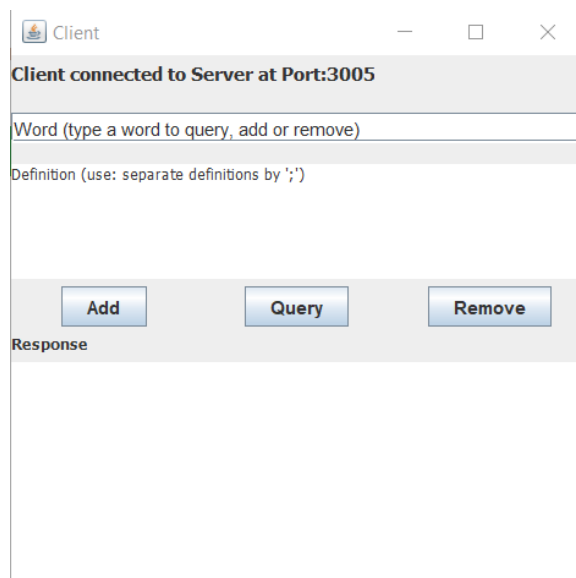 Client
Client connected to Server at Port:3005
Word (type a word to query, add or remove)
Definition (use: separate definitions by ';')
Add Query Remove
Response